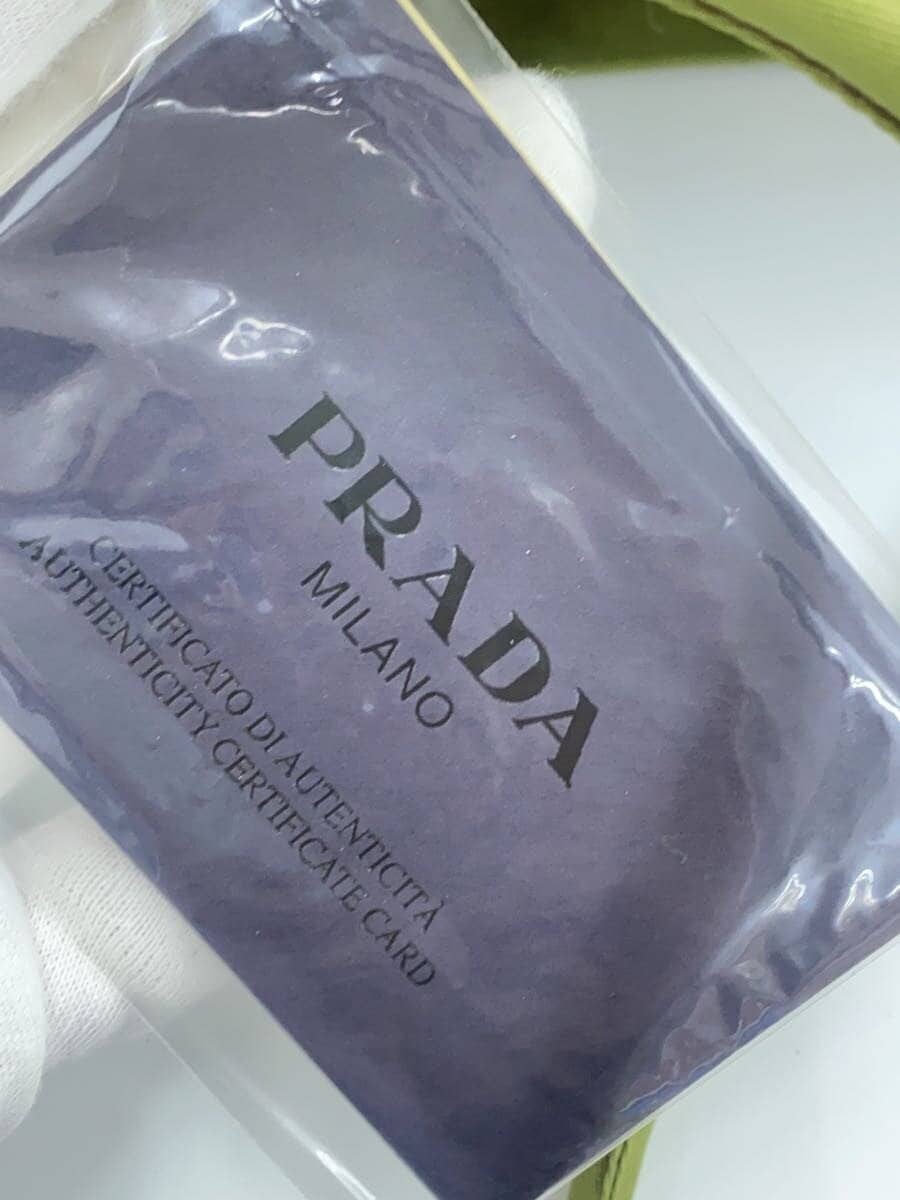 PRADA
MILANO
CERTIFICATO DI AUTENTICITÀ
AUTHENTICITY CERTIFICATE CARD